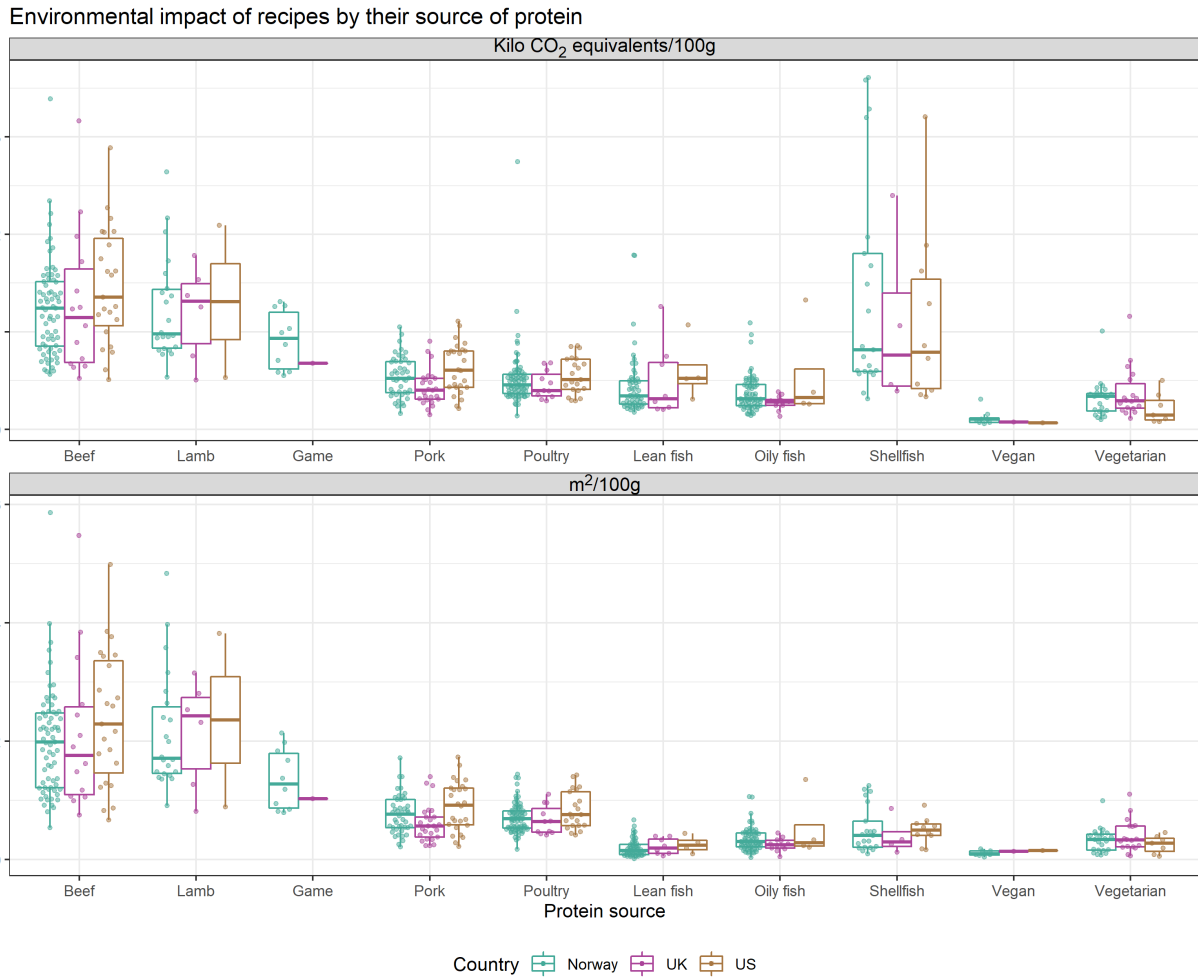 Environmental impact of recipes by their source of protein
Kilo CO₂ equivalents/100g
Beef Lamb Game Pork Poultry Lean fish Oily fish Shellfish Vegan Vegetarian
m²/100g
Beef Lamb Game Pork Poultry Lean fish Oily fish Shellfish Vegan Vegetarian
Protein source
Country Norway UK US